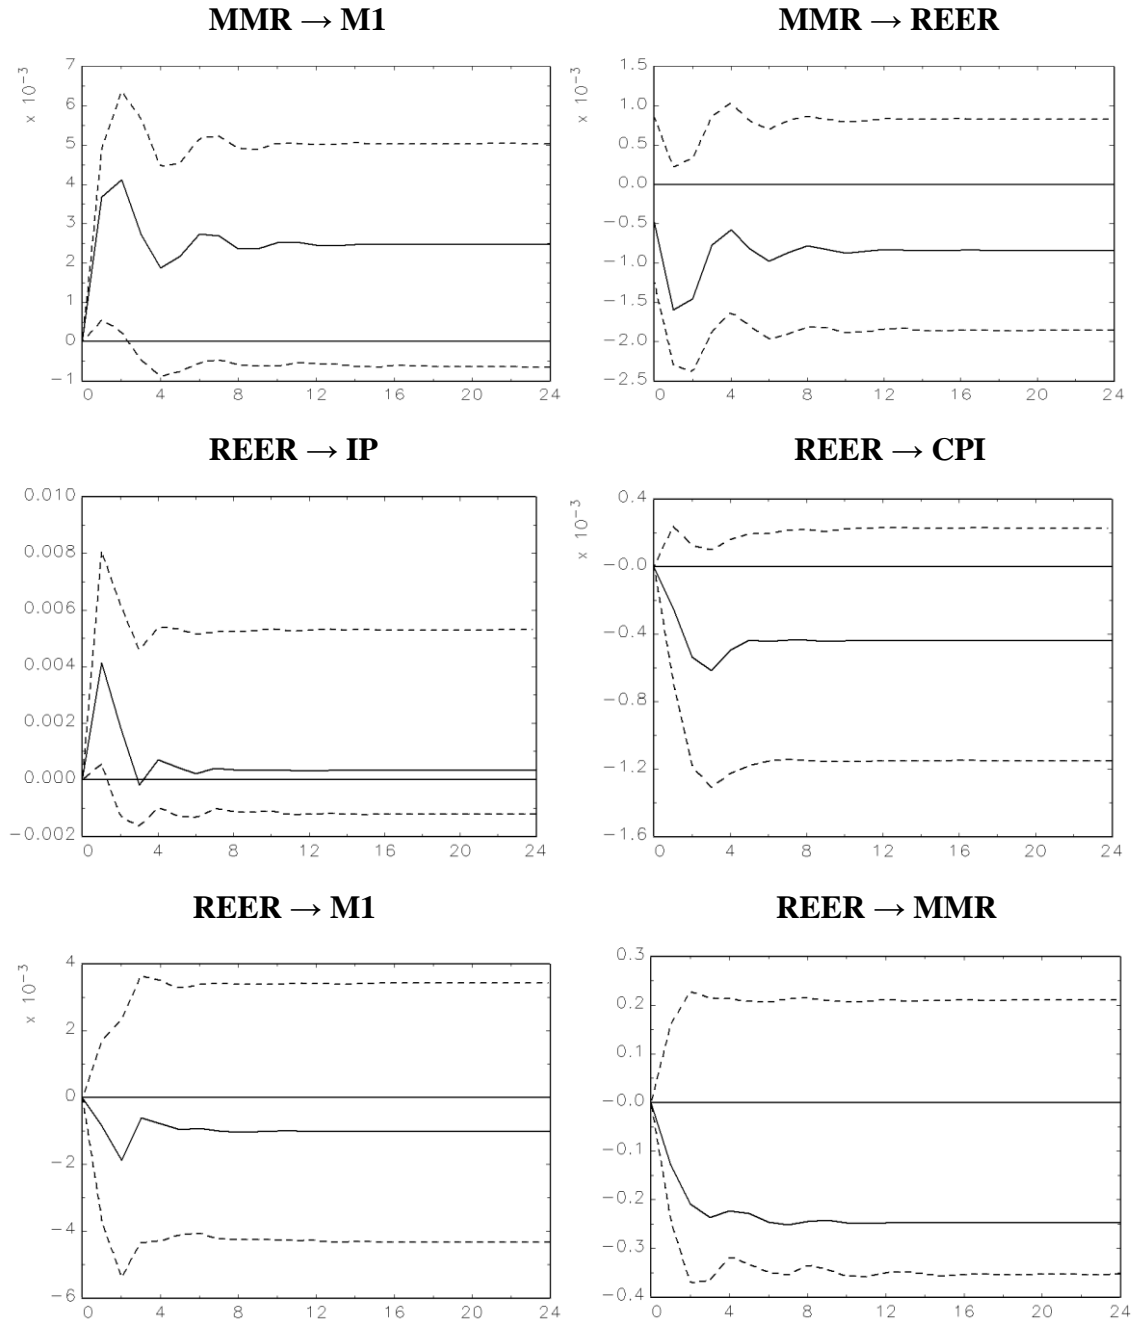 MMR → M1
MMR → REER
x 10⁻³
7
6
5
4
3
2
1
0
−1
0 4 8 12 16 20 24
x 10⁻³
1.5
1.0
0.5
0.0
−0.5
−1.0
−1.5
−2.0
−2.5
0 4 8 12 16 20 24
REER → IP
REER → CPI
0.010
0.008
0.006
0.004
0.002
0.000
−0.002
0 4 8 12 16 20 24
x 10⁻³
0.4
−0.0
−0.4
−0.8
−1.2
−1.6
0 4 8 12 16 20 24
REER → M1
REER → MMR
x 10⁻³
4
2
0
−2
−4
−6
0 4 8 12 16 20 24
0.3
0.2
0.1
−0.0
−0.1
−0.2
−0.3
−0.4
0 4 8 12 16 20 24